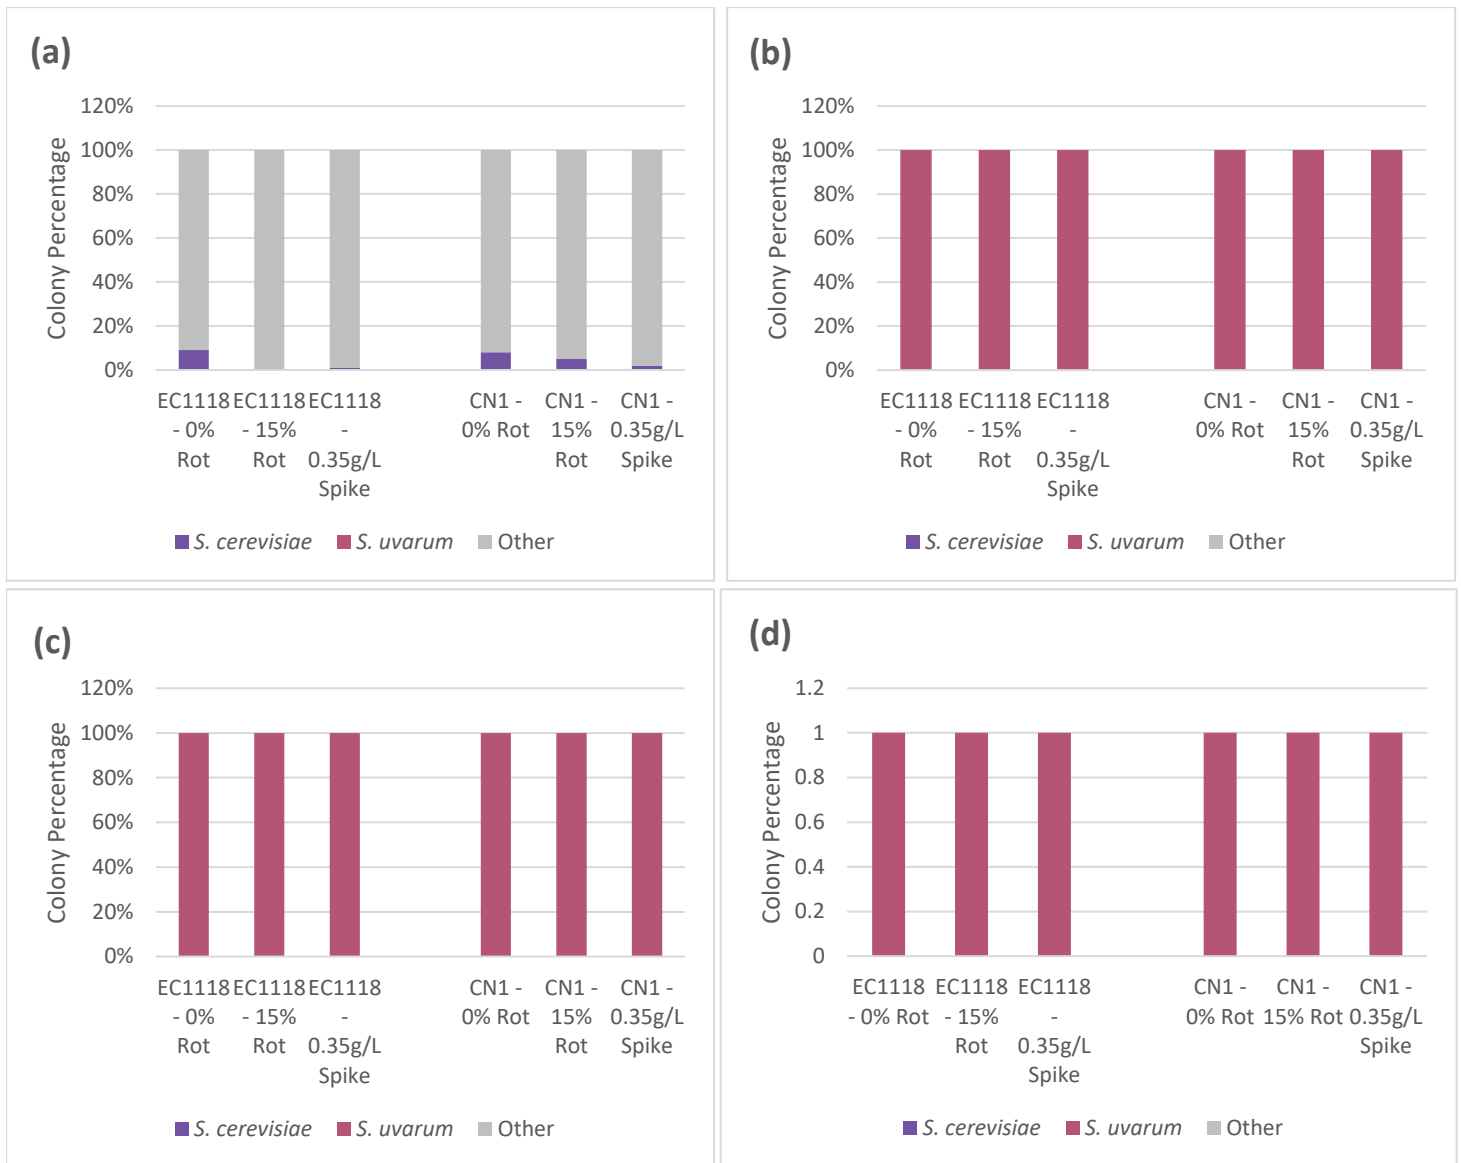 (a)
120%
100%
80%
60%
40%
20%
0%
Colony Percentage
EC1118 - 0% Rot
EC1118 - 15% Rot
EC1118 - 0.35g/L Spike
CN1 - 0% Rot
CN1 - 15% Rot
CN1 - 0.35g/L Spike
S. cerevisiae S. uvarum Other
(b)
120%
100%
80%
60%
40%
20%
0%
Colony Percentage
EC1118 - 0% Rot
EC1118 - 15% Rot
EC1118 - 0.35g/L Spike
CN1 - 0% Rot
CN1 - 15% Rot
CN1 - 0.35g/L Spike
S. cerevisiae S. uvarum Other
(c)
120%
100%
80%
60%
40%
20%
0%
Colony Percentage
EC1118 - 0% Rot
EC1118 - 15% Rot
EC1118 - 0.35g/L Spike
CN1 - 0% Rot
CN1 - 15% Rot
CN1 - 0.35g/L Spike
S. cerevisiae S. uvarum Other
(d)
1.2
1
0.8
0.6
0.4
0.2
0
Colony Percentage
EC1118 - 0% Rot
EC1118 - 15% Rot
EC1118 - 0.35g/L Spike
CN1 - 0% Rot
CN1 - 15% Rot
CN1 - 0.35g/L Spike
S. cerevisiae S. uvarum Other